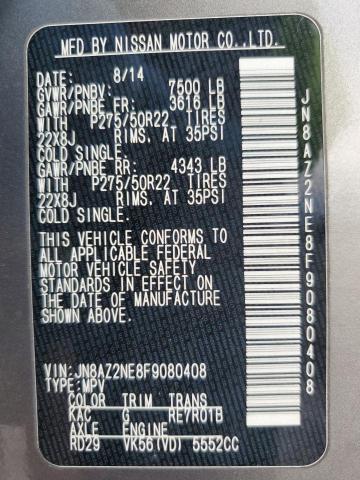 MFD BY NISSAN MOTOR CO.,LTD.
DATE: 8/14
GVWR/PNBV: 7500 LB
GAWR/PNBE FR: 3616 LB
WITH P275/50R22 TIRES
22X8J RIMS. AT 35PSI
COLD SINGLE.
GAWR/PNBE RR: 4343 LB
WITH P275/50R22 TIRES
22X8J RIMS. AT 35PSI
COLD SINGLE.
THIS VEHICLE CONFORMS TO
ALL APPLICABLE FEDERAL
MOTOR VEHICLE SAFETY
STANDARDS IN EFFECT ON
THE DATE OF MANUFACTURE
SHOWN ABOVE.
VIN: JN8AZ2NE8F9080408
TYPE: MPV
COLOR TRIM TRANS
KAC G RE7R01B
AXLE ENGINE
RD29 VK56(VD) 5552CC
JN8AZ2NE8F9080408